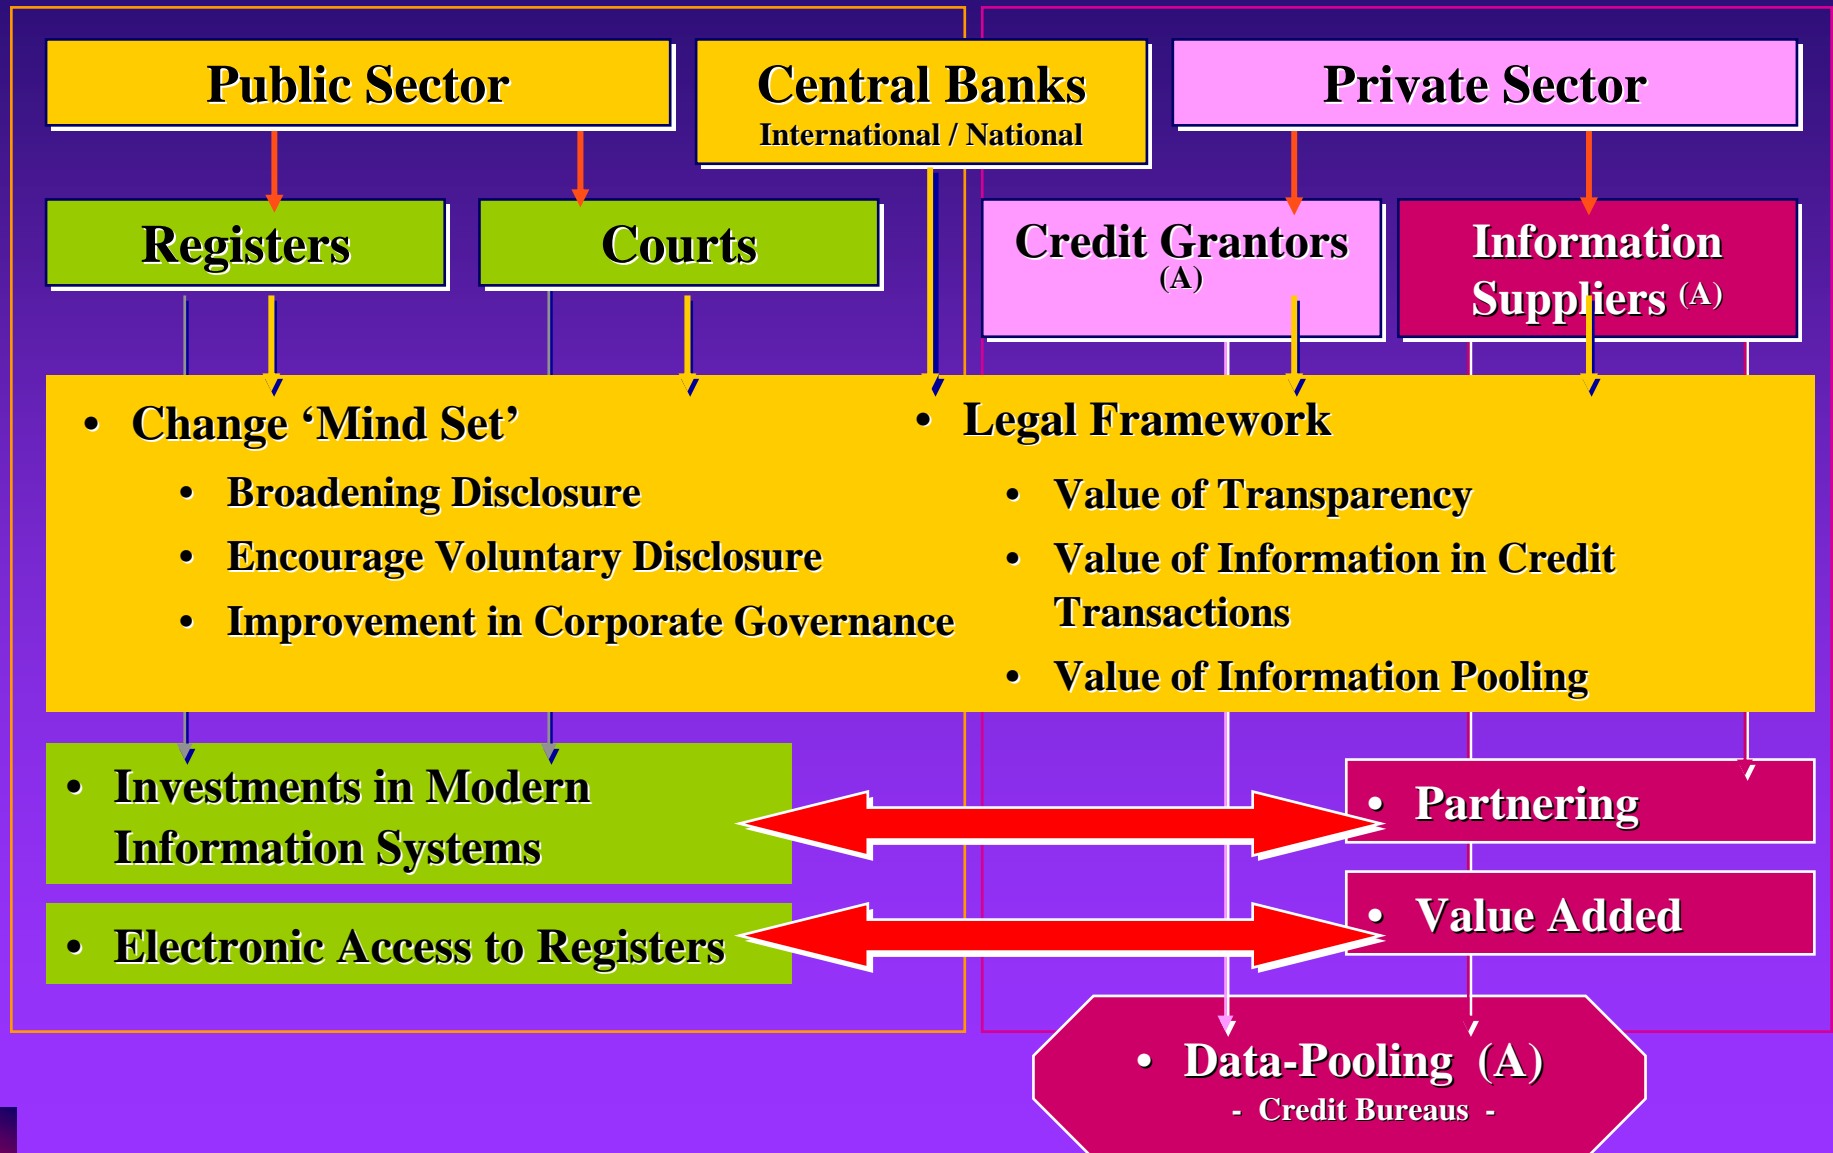 Public Sector
Central Banks
International / National
Private Sector
Registers
Courts
Credit Grantors
(A)
Information
Suppliers (A)
• Change ‘Mind Set’
• Broadening Disclosure
• Encourage Voluntary Disclosure
• Improvement in Corporate Governance
• Legal Framework
• Value of Transparency
• Value of Information in Credit
Transactions
• Value of Information Pooling
• Investments in Modern
Information Systems
• Partnering
• Electronic Access to Registers
• Value Added
• Data-Pooling (A)
- Credit Bureaus -